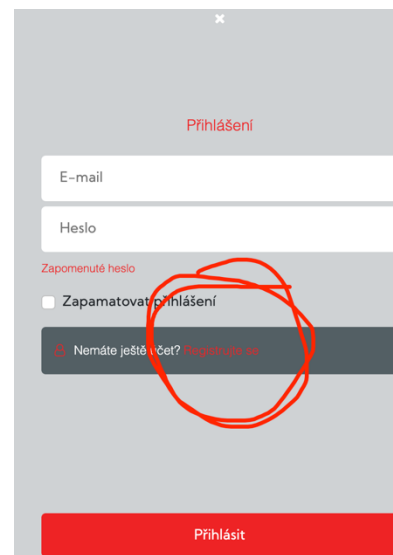 Přihlášení
E-mail
Heslo
Zapomenuté heslo
Zapamatovat přihlášení
Nemáte ještě účet? Registrujte se
Přihlásit